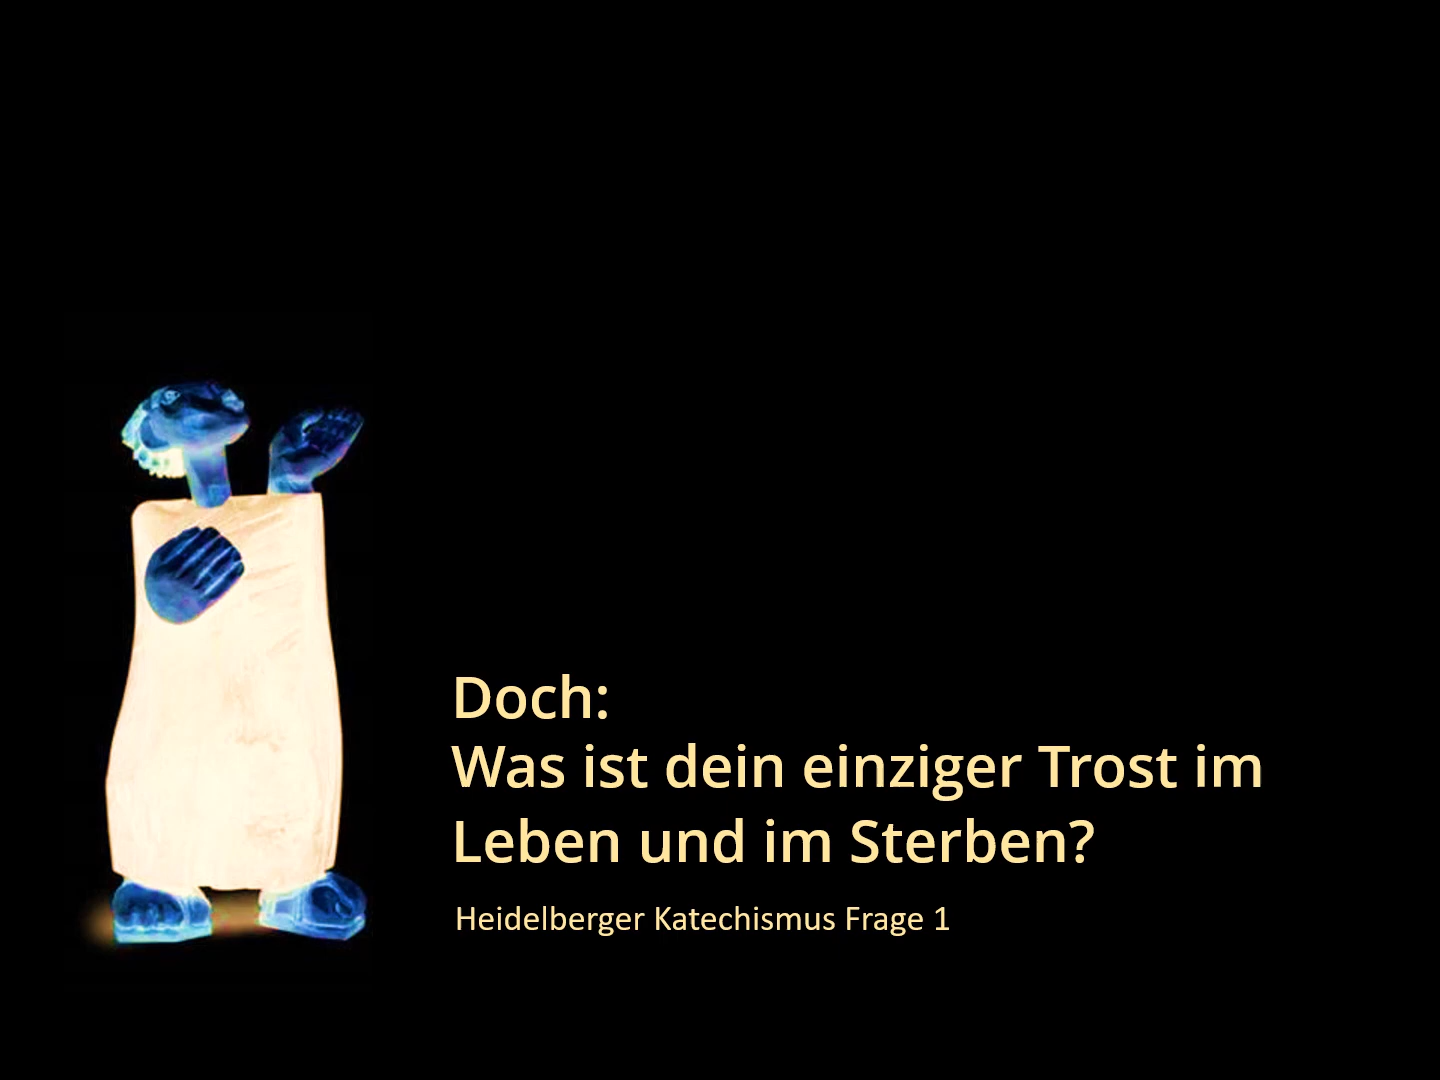 Doch:
Was ist dein einziger Trost im
Leben und im Sterben?
Heidelberger Katechismus Frage 1